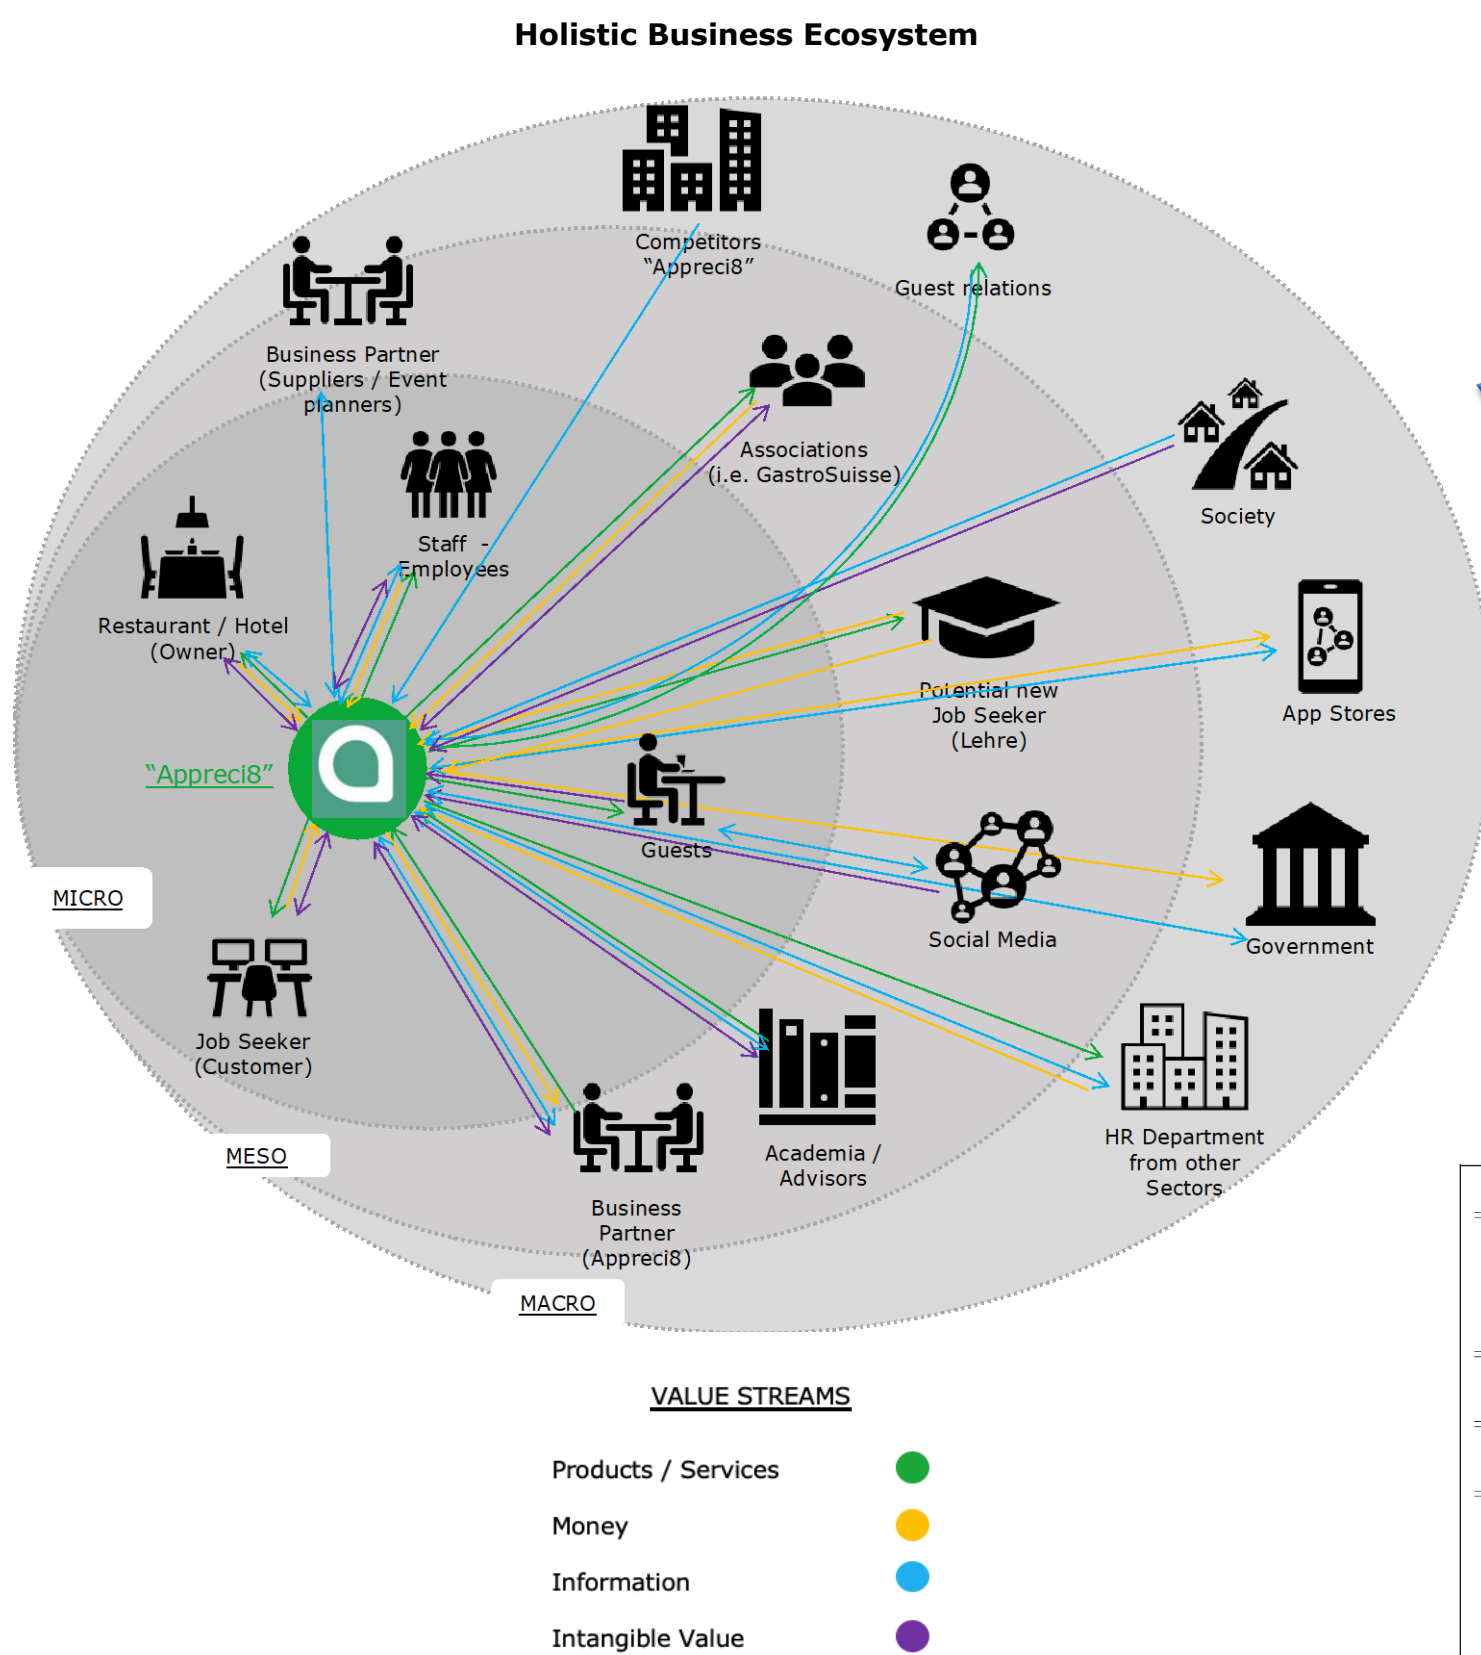 Holistic Business Ecosystem
Competitors
“Appreci8”
Guest relations
Business Partner
(Suppliers / Event
planners)
Associations
(i.e. GastroSuisse)
Society
Staff -
Employees
Restaurant / Hotel
(Owner)
Potential new
Job Seeker
(Lehre)
App Stores
“Appreci8”
Guests
MICRO
Social Media
Government
Job Seeker
(Customer)
HR Department
from other
Sectors
MESO
Academia /
Advisors
Business
Partner
(Appreci8)
MACRO
VALUE STREAMS
Products / Services
Money
Information
Intangible Value